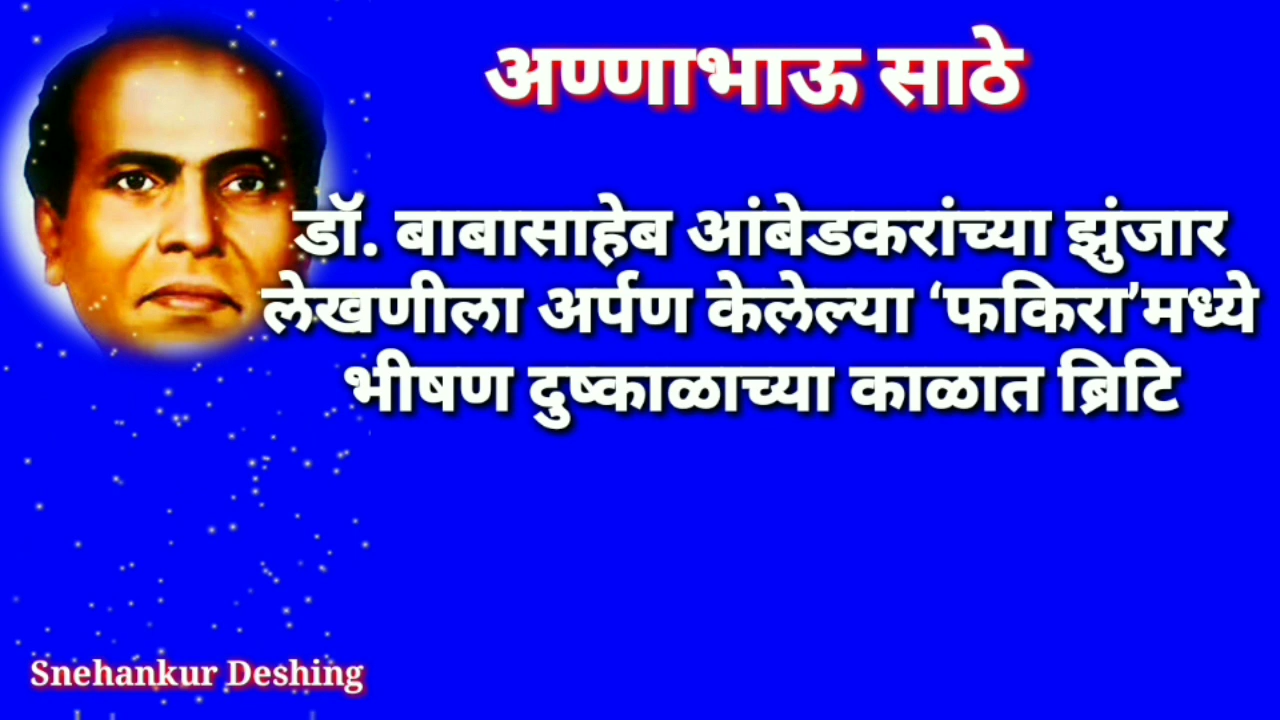 अण्णाभाऊ साठे
डॉ. बाबासाहेब आंबेडकरांच्या झुंजार
लेखणीला अर्पण केलेल्या ‘फकिरा’मध्ये
भीषण दुष्काळाच्या काळात ब्रिटि
Snehankur Deshing